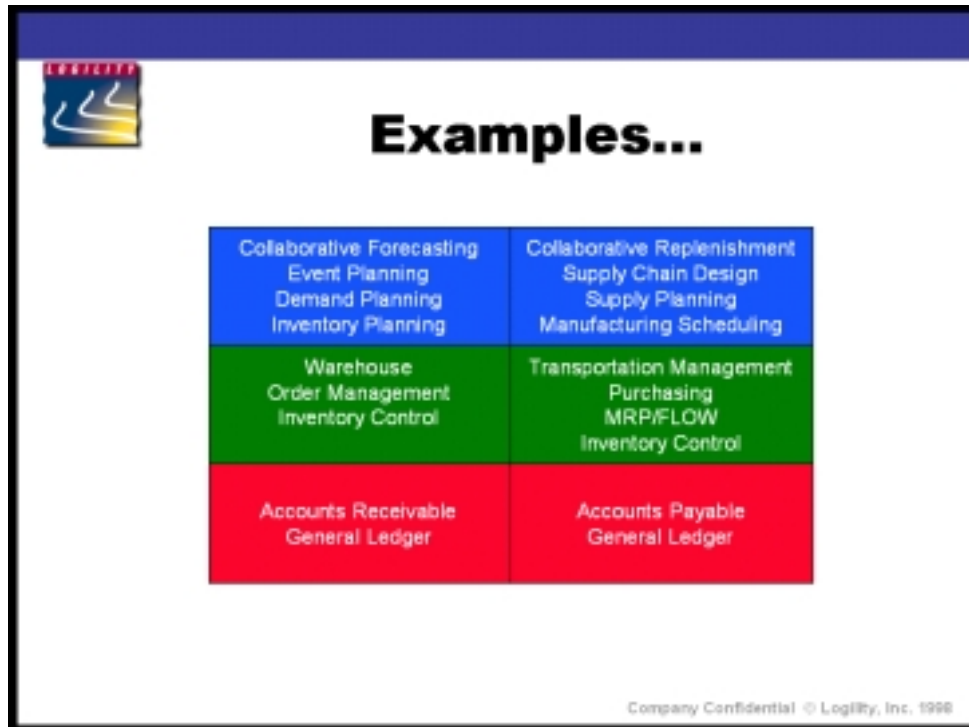 LOGILITY
Examples...
Collaborative Forecasting
Event Planning
Demand Planning
Inventory Planning
Collaborative Replenishment
Supply Chain Design
Supply Planning
Manufacturing Scheduling
Warehouse
Order Management
Inventory Control
Transportation Management
Purchasing
MRP/FLOW
Inventory Control
Accounts Receivable
General Ledger
Accounts Payable
General Ledger
Company Confidential © Logility, Inc. 1998